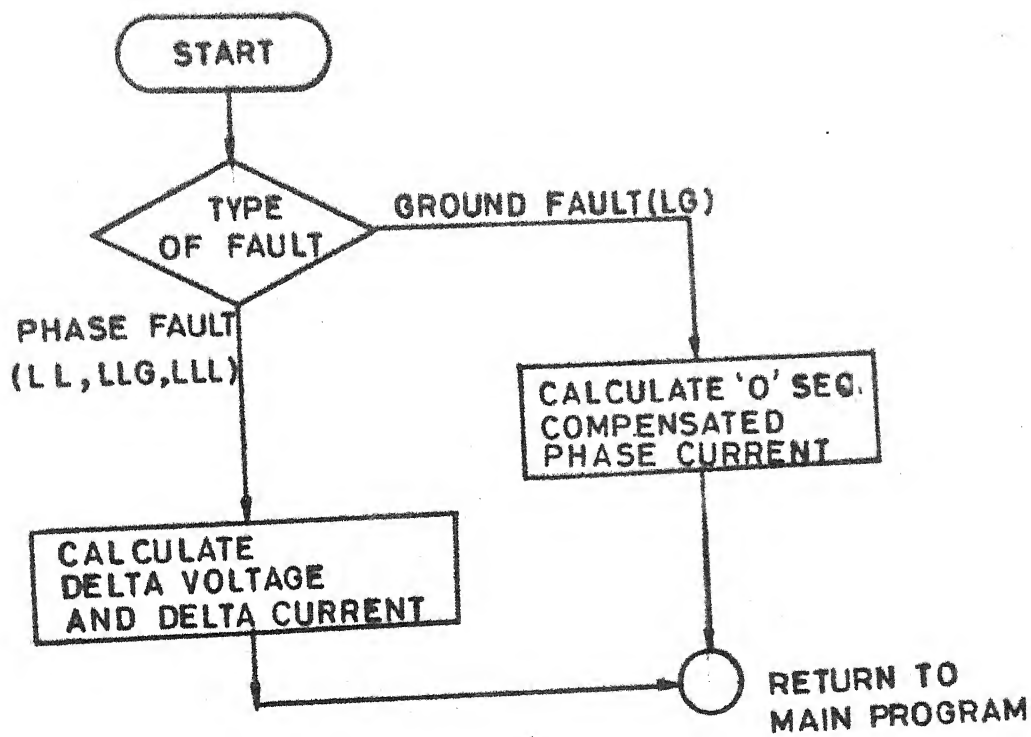 START
TYPE
OF FAULT
GROUND FAULT(LG)
PHASE FAULT
(LL,LLG,LLL)
CALCULATE 'O' SEQ.
COMPENSATED
PHASE CURRENT
CALCULATE
DELTA VOLTAGE
AND DELTA CURRENT
RETURN TO
MAIN PROGRAM